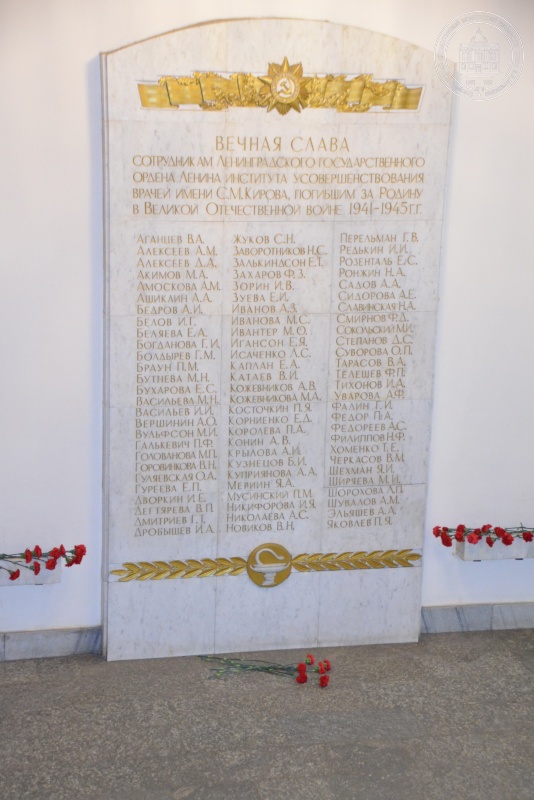 ВЕЧНАЯ СЛАВА
СОТРУДНИКАМ ЛЕНИНГРАДСКОГО ГОСУДАРСТВЕННОГО
ОРДЕНА ЛЕНИНА ИНСТИТУТА УСОВЕРШЕНСТВОВАНИЯ
ВРАЧЕЙ ИМЕНИ С.М.КИРОВА, ПОГИБШИМ ЗА РОДИНУ
В ВЕЛИКОЙ ОТЕЧЕСТВЕННОЙ ВОЙНЕ 1941-1945 ГГ.
АГАНЦЕВ В.А.
АЛЕКСЕЕВ А.М.
АЛЕКСЕЕВ Д.А.
АКИМОВ М.А.
АМОСКОВА А.М.
АШИКЛИН А.А.
БЕДРОВ А.И.
БЕЛОВ И.Г.
БЕЛЯЕВА Е.А.
БОГДАНОВА Г.И.
БОЛДЫРЕВ Г.М.
БРАУН П.М.
БУТНЕВА М.Н.
БУХАРОВА Е.С.
ВАСИЛЬЕВА М.Н.
ВАСИЛЬЕВ И.И.
ВЕРШИНИН А.О.
ВУЛЬФСОН М.И.
ГАЛЬКЕВИЧ П.Ф.
ГОЛОВАНОВА М.П.
ГОРОВИНКОВА В.Н.
ГУЛЯЕВСКАЯ О.А.
ГУРЕЕВА Е.П.
ДВОРКИН И.Е.
ДЕГТЯРЕВА В.П.
ДМИТРИЕВ Г.Т.
ДРОБЫШЕВ И.А.
ЖУКОВ С.Н.
ЗАВОРОТНИКОВ Н.С.
ЗАЛЬКИНДСОН Е.Т.
ЗАХАРОВ Ф.З.
ЗОРИН И.В.
ЗУЕВА Е.И.
ИВАНОВ А.З.
ИВАНОВА М.С.
ИВАНТЕР М.О.
ИГАНСОН Е.Я.
ИСАЧЕНКО Л.С.
КАПЛАН Е.А.
КАТАЕВ В.И.
КОЖЕВНИКОВ А.В.
КОЖЕВНИКОВА М.А.
КОСТОЧКИН П.Я.
КОРНИЕНКО Е.Д.
КОРОЛЕВА П.А.
КОНИН А.В.
КРЫЛОВА А.И.
КУЗНЕЦОВ Б.И.
КУПРИЯНОВА А.А.
МЕРВИН Я.А.
МУСИНСКИЙ П.М.
НИКИФОРОВА И.Я.
НИКОЛАЕВА А.С.
НОВИКОВ В.Н.
ПЕРЕЛЬМАН Г.В.
РЕДЬКИН И.И.
РОЗЕНТАЛЬ Е.С.
РОНЖИН Н.А.
САДОВ А.А.
СИДОРОВА А.Е.
СЛАВИНСКАЯ Н.А.
СМИРНОВ Ф.Д.
СОКОЛЬСКИЙ М.И.
СТЕПАНОВ Д.С.
СУВОРОВА О.П.
ТАРАСОВ В.А.
ТЕЛЕШЕВ Ф.П.
ТИХОНОВ И.А.
УВАРОВА А.Ф.
ФАЛИН Г.И.
ФЕДОР П.А.
ФЕДОРЕЕВ А.С.
ФИЛИППОВ Н.Ф.
ХОМЕНКО Т.Е.
ЧЕРКАСОВ В.М.
ШЕХМАН Я.И.
ШИРЯЕВА М.И.
ШОРОХОВА Л.П.
ШУВАЛОВ А.М.
ЭЛЬЯШЕВ А.А.
ЯКОВЛЕВ П.Я.